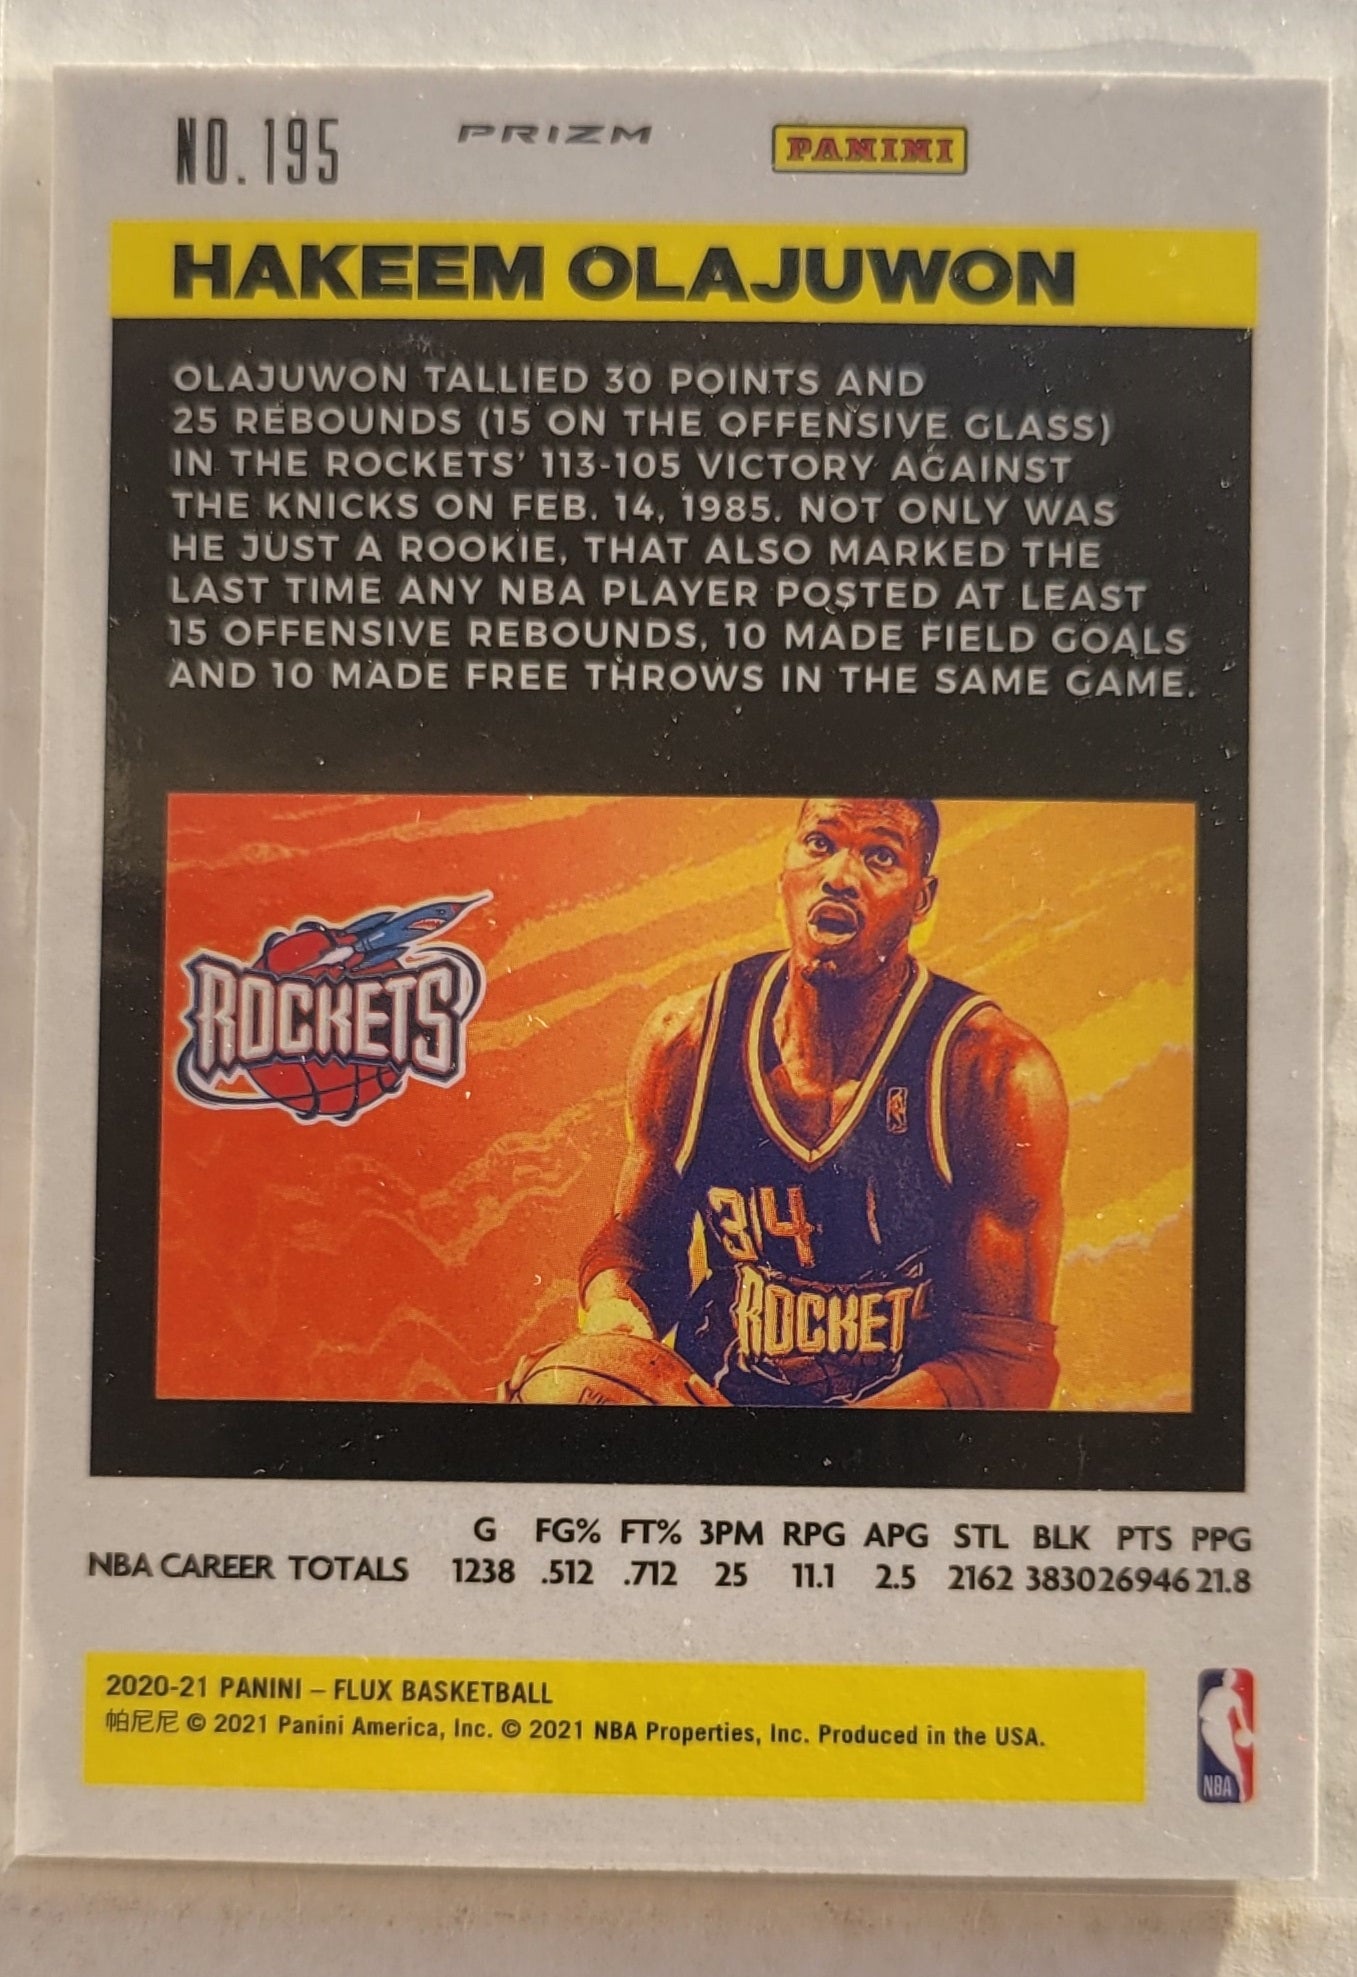 NO. 195 PRIZM PANINI
HAKEEM OLAJUWON
OLAJUWON TALLIED 30 POINTS AND
25 REBOUNDS (15 ON THE OFFENSIVE GLASS)
IN THE ROCKETS' 113-105 VICTORY AGAINST
THE KNICKS ON FEB. 14, 1985. NOT ONLY WAS
HE JUST A ROOKIE, THAT ALSO MARKED THE
LAST TIME ANY NBA PLAYER POSTED AT LEAST
15 OFFENSIVE REBOUNDS, 10 MADE FIELD GOALS
AND 10 MADE FREE THROWS IN THE SAME GAME.
ROCKETS
34
ROCKET
G FG% FT% 3PM RPG APG STL BLK PTS PPG
NBA CAREER TOTALS 1238 .512 .712 25 11.1 2.5 2162 3830 26946 21.8
2020-21 PANINI – FLUX BASKETBALL
帕尼尼 © 2021 Panini America, Inc. © 2021 NBA Properties, Inc. Produced in the USA.
NBA